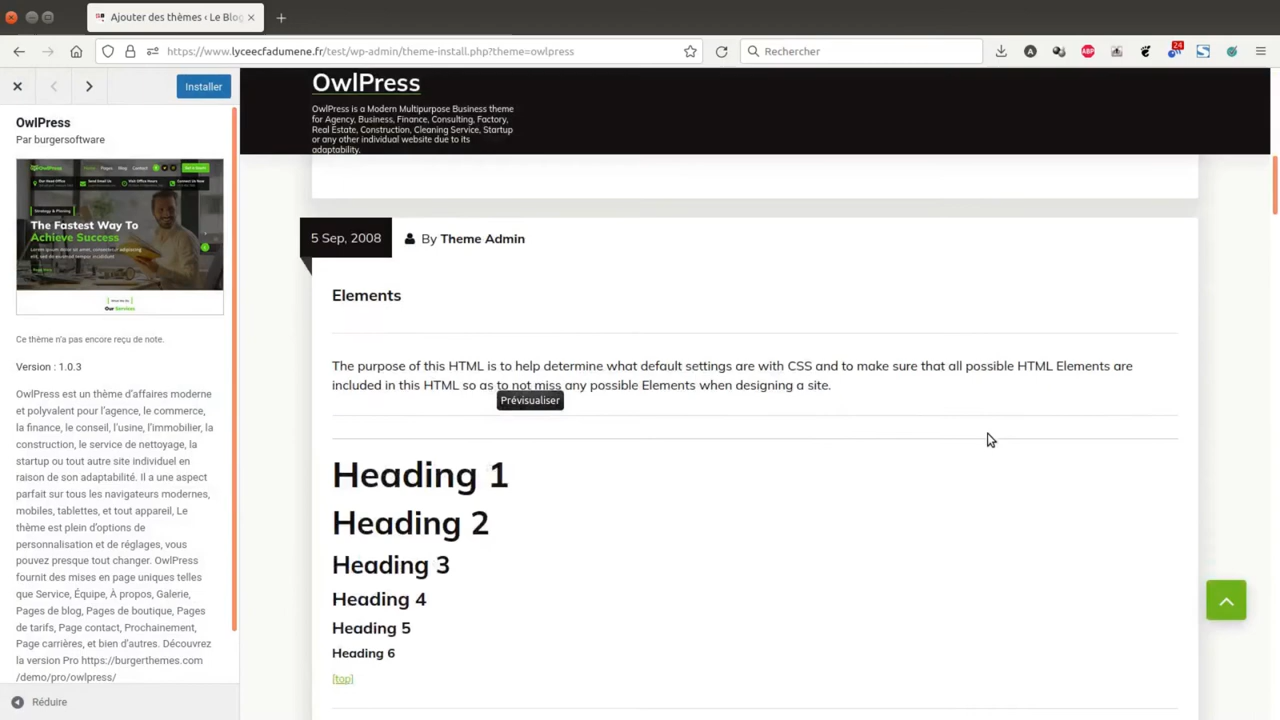 Ajouter des thèmes ‹ Le Blog
https://www.lyceecfadumene.fr/test/wp-admin/theme-install.php?theme=owlpress
Rechercher
24
ABP
Installer
OwlPress
Par burgersoftware
OwlPress
The Fastest Way To
Achieve Success
Our Services
Ce thème n'a pas encore reçu de note.
Version : 1.0.3
OwlPress est un thème d'affaires moderne
et polyvalent pour l'agence, le commerce,
la finance, le conseil, l'usine, l'immobilier, la
construction, le service de nettoyage, la
startup ou tout autre site individuel en
raison de son adaptabilité. Il a une aspect
parfait sur tous les navigateurs modernes,
mobiles, tablettes, et tout appareil, Le
thème est plein d'options de
personnalisation et de réglages, vous
pouvez presque tout changer. OwlPress
fournit des mises en page uniques telles
que Service, Équipe, À propos, Galerie,
Pages de blog, Pages de boutique, Pages
de tarifs, Page contact, Prochainement,
Page carrières, et bien d'autres. Découvrez
la version Pro https://burgerthemes.com
/demo/pro/owlpress/
Réduire
OwlPress
OwlPress is a Modern Multipurpose Business theme
for Agency, Business, Finance, Consulting, Factory,
Real Estate, Construction, Cleaning Service, Startup
or any other individual website due to its
adaptability.
5 Sep, 2008
By Theme Admin
Elements
The purpose of this HTML is to help determine what default settings are with CSS and to make sure that all possible HTML Elements are
included in this HTML so as to not miss any possible Elements when designing a site.
Prévisualiser
Heading 1
Heading 2
Heading 3
Heading 4
Heading 5
Heading 6
[top]